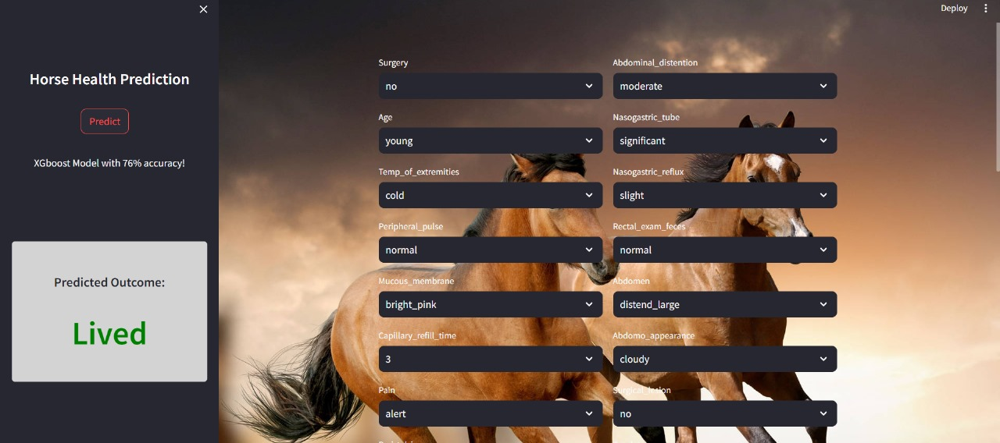 Deploy
Horse Health Prediction
Predict
XGboost Model with 76% accuracy!
Predicted Outcome:
Lived
Surgery
no
Age
young
Temp_of_extremities
cold
Peripheral_pulse
normal
Mucous_membrane
bright_pink
Capillary_refill_time
3
Pain
alert
Abdominal_distention
moderate
Nasogastric_tube
significant
Nasogastric_reflux
slight
Rectal_exam_feces
normal
Abdomen
distend_large
Abdomo_appearance
cloudy
Surgical_lesion
no